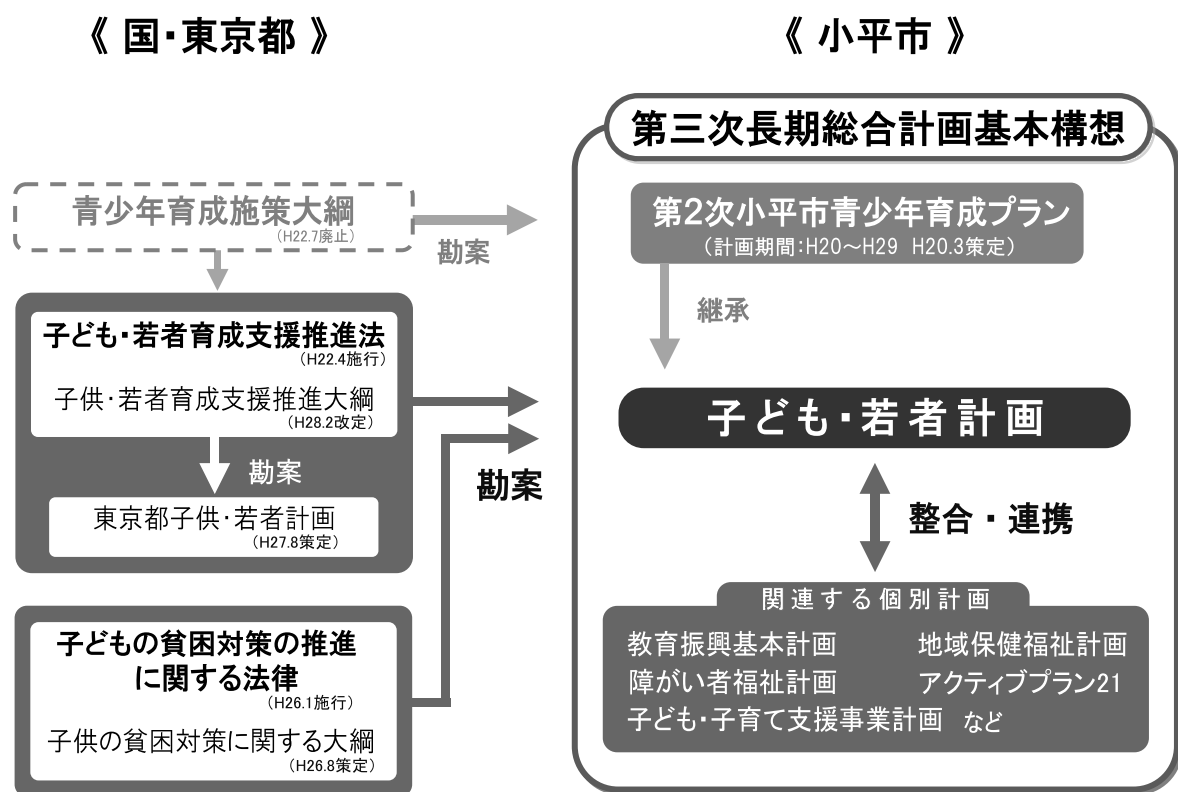 《 国・東京都 》
青少年育成施策大綱
(H22.7廃止)
勘案
子ども・若者育成支援推進法
(H22.4施行)
子供・若者育成支援推進大綱
(H28.2改定)
勘案
東京都子供・若者計画
(H27.8策定)
子どもの貧困対策の推進
に関する法律
(H26.1施行)
子供の貧困対策に関する大綱
(H26.8策定)
勘案
《 小平市 》
第三次長期総合計画基本構想
第2次小平市青少年育成プラン
(計画期間:H20～H29 H20.3策定)
継承
子ども・若者計画
整合・連携
関連する個別計画
教育振興基本計画 地域保健福祉計画
障がい者福祉計画 アクティブプラン21
子ども・子育て支援事業計画 など